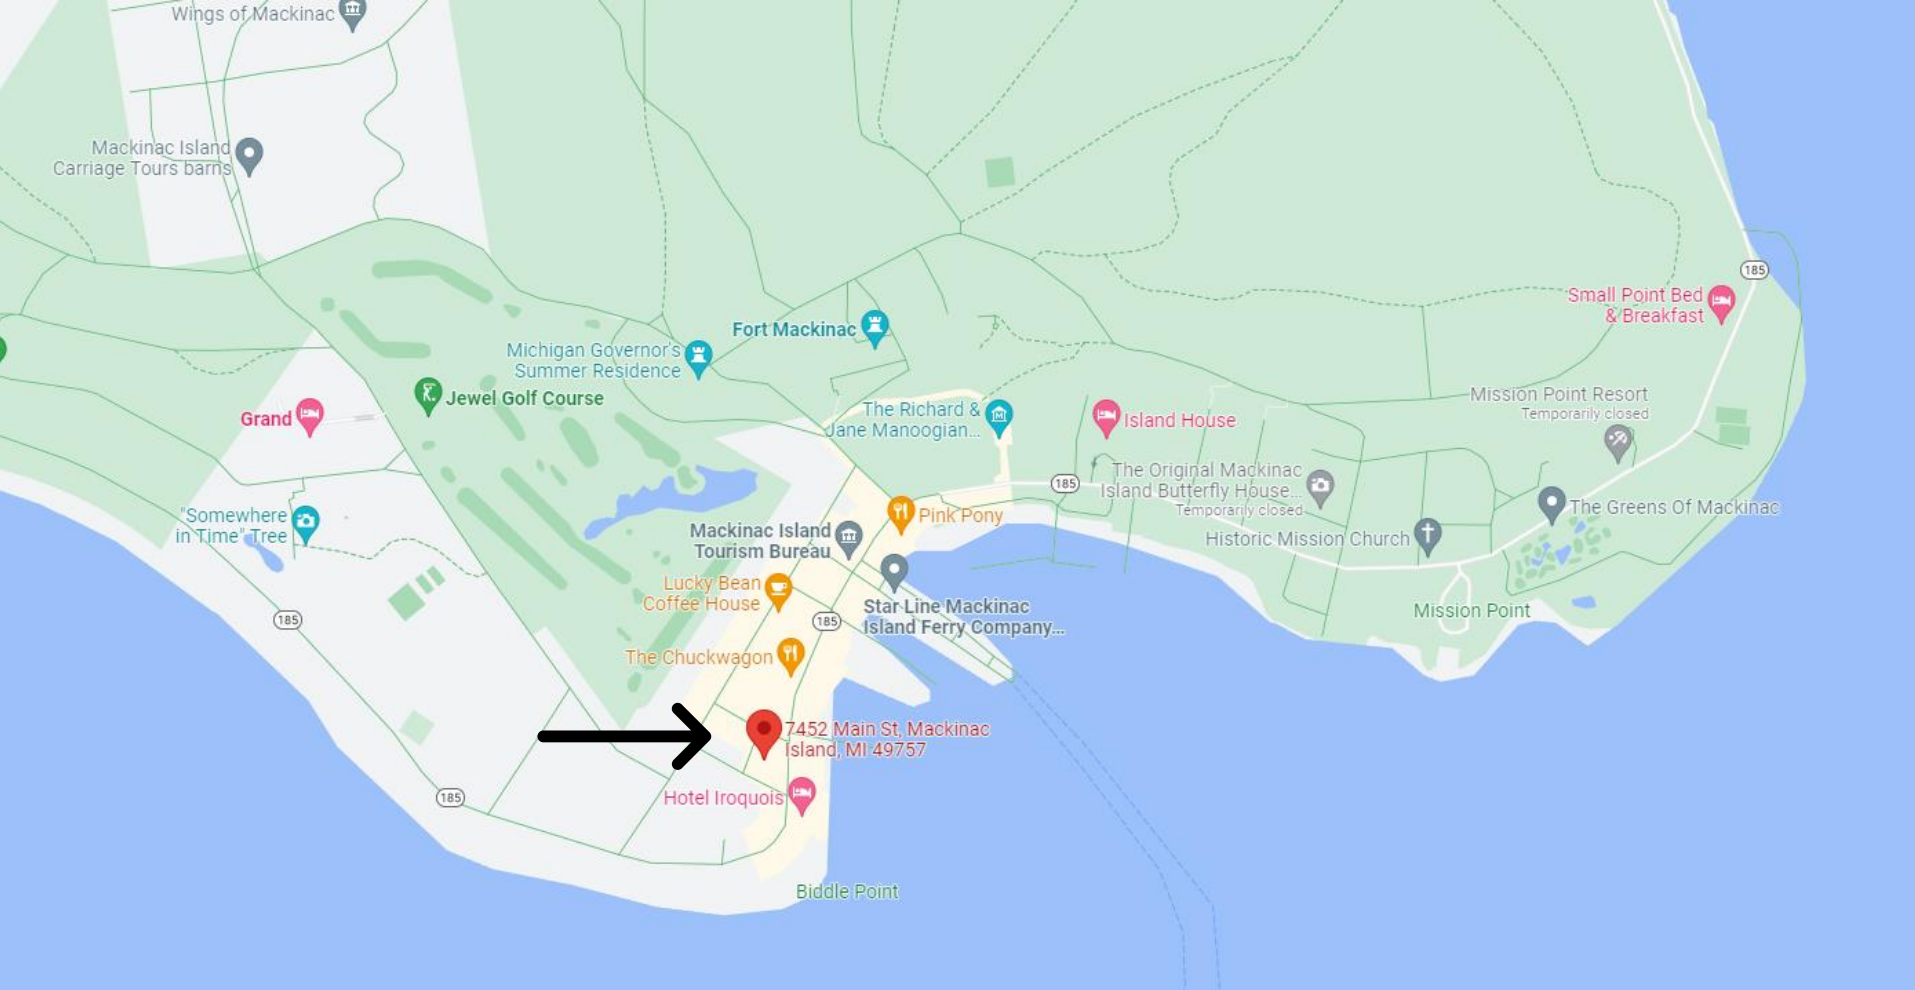 Wings of Mackinac
Mackinac Island
Carriage Tours barns
185
Small Point Bed
& Breakfast
Fort Mackinac
Michigan Governor's
Summer Residence
Jewel Golf Course
Grand
The Richard &
Jane Manoogian...
Island House
Mission Point Resort
Temporarily closed
The Original Mackinac
Island Butterfly House...
Temporarily closed
185
Pink Pony
The Greens Of Mackinac
"Somewhere
in Time" Tree
Mackinac Island
Tourism Bureau
Historic Mission Church
Lucky Bean
Coffee House
Star Line Mackinac
Island Ferry Company...
Mission Point
185
185
The Chuckwagon
7452 Main St, Mackinac
Island, MI 49757
Hotel Iroquois
185
Biddle Point